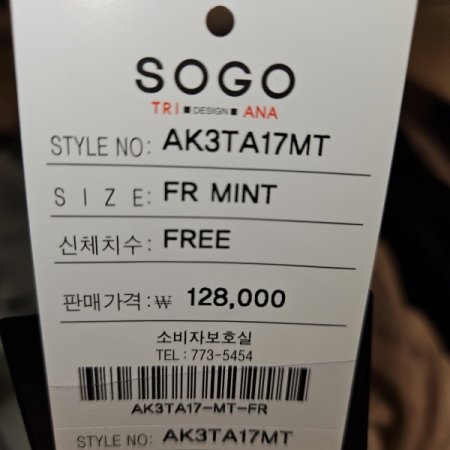 SOGO
TRI ■ DESIGN ■ ANA
STYLE NO: AK3TA17MT
SIZE: FR MINT
신체치수: FREE
판매가격:₩ 128,000
소비자보호실
TEL : 773-5454
AK3TA17-MT-FR
STYLE NO: AK3TA17MT